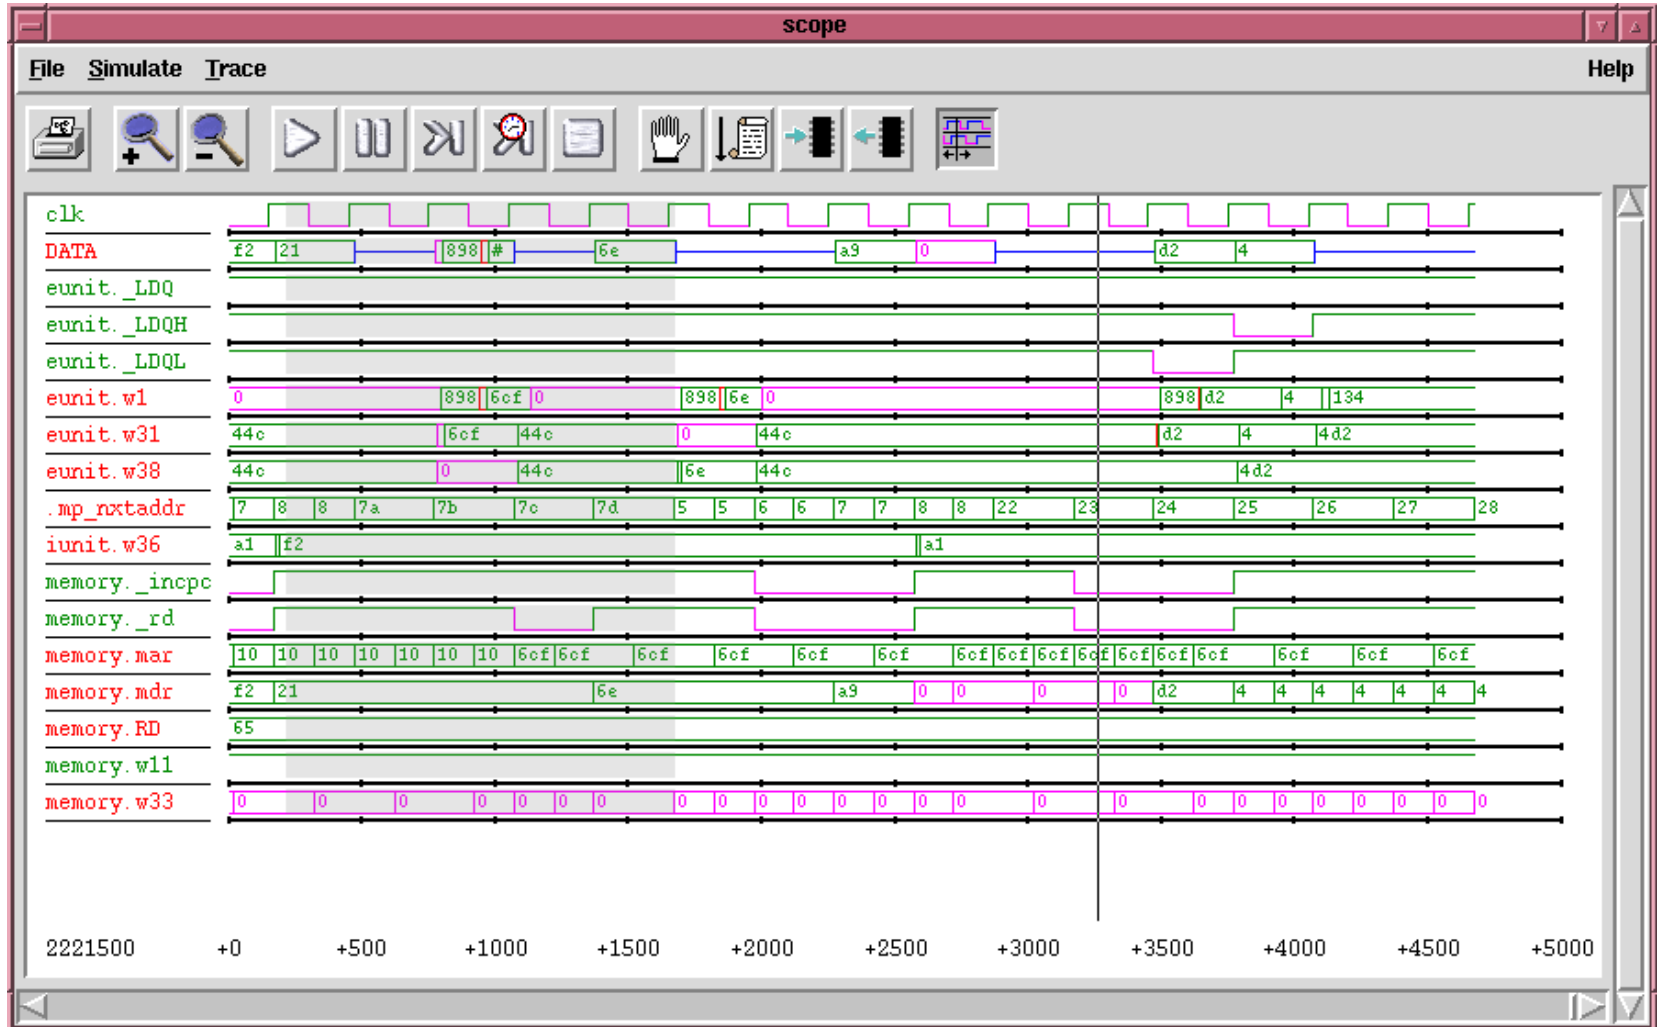 scope
File Simulate Trace Help
clk
DATA f2 21 898 # 6e a9 0 d2 4
eunit._LDQ
eunit._LDQH
eunit._LDQL
eunit.w1 0 898 6cf 0 898 6e 0 898 d2 4 134
eunit.w31 44c 6cf 44c 0 44c d2 4 4d2
eunit.w38 44c 0 44c 6e 44c 4d2
.mp_nxtaddr 7 8 8 7a 7b 7c 7d 5 5 6 6 7 7 8 8 22 23 24 25 26 27 28
iunit.w36 a1 f2 a1
memory._incpc
memory._rd
memory.mar 10 10 10 10 10 10 10 6cf 6cf 6cf 6cf 6cf 6cf 6cf 6cf 6cf 6cf 6cf 6cf 6cf 6cf 6cf 6cf
memory.mdr f2 21 6e a9 0 0 0 0 d2 4 4 4 4 4 4 4
memory.RD 65
memory.w11
memory.w33 0 0 0 0 0 0 0 0 0 0 0 0 0 0 0 0 0 0 0 0 0 0 0 0 0
2221500 +0 +500 +1000 +1500 +2000 +2500 +3000 +3500 +4000 +4500 +5000